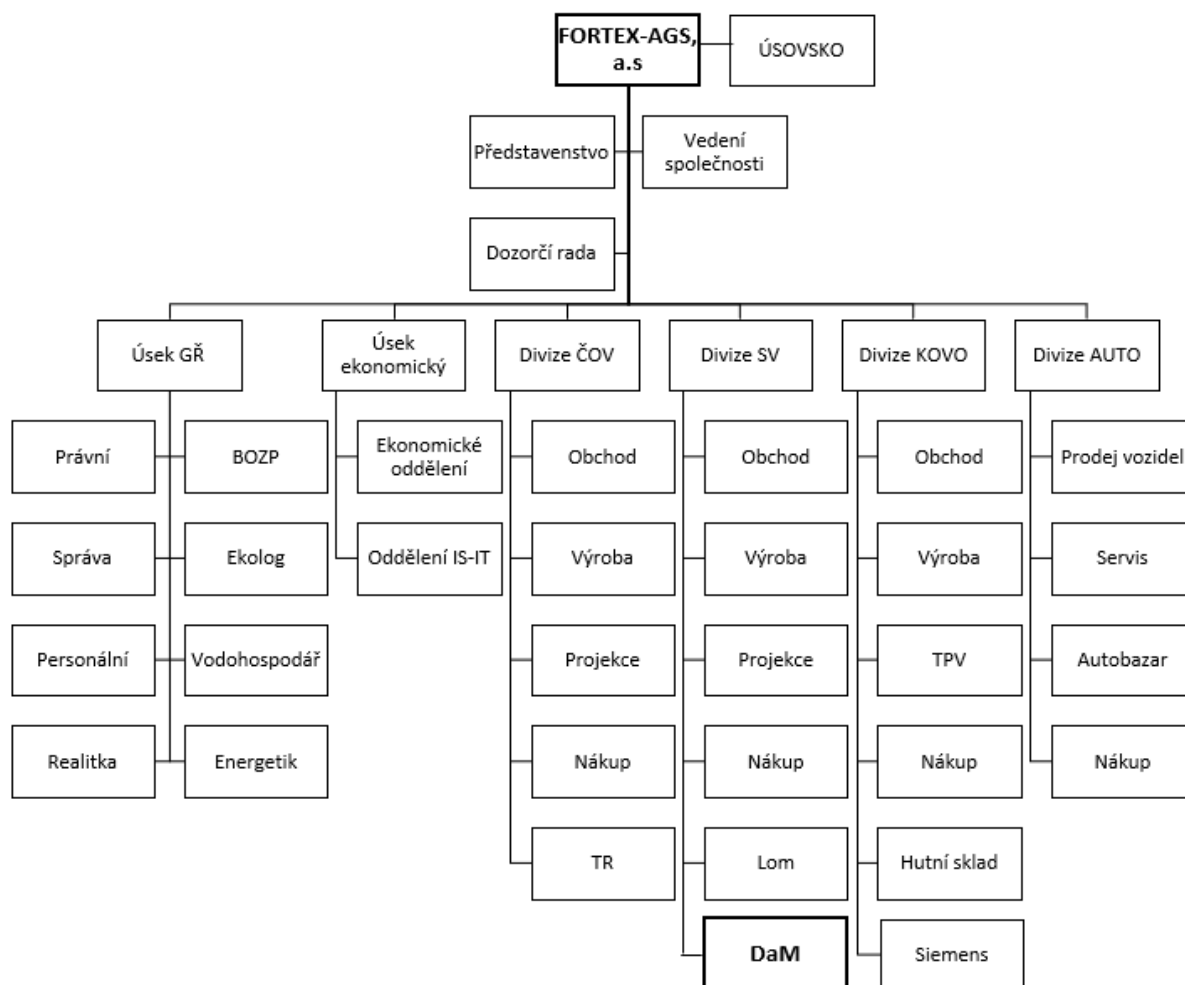 FORTEX-AGS,
a.s
ÚSOVSKO
Představenstvo
Vedení
společnosti
Dozorčí rada
Úsek GŘ
Úsek
ekonomický
Divize ČOV
Divize SV
Divize KOVO
Divize AUTO
Právní
BOZP
Ekonomické
oddělení
Obchod
Obchod
Obchod
Prodej vozidel
Správa
Ekolog
Oddělení IS-IT
Výroba
Výroba
Výroba
Servis
Personální
Vodohospodář
Projekce
Projekce
TPV
Autobazar
Realitka
Energetik
Nákup
Nákup
Nákup
Nákup
TR
Lom
Hutní sklad
DaM
Siemens